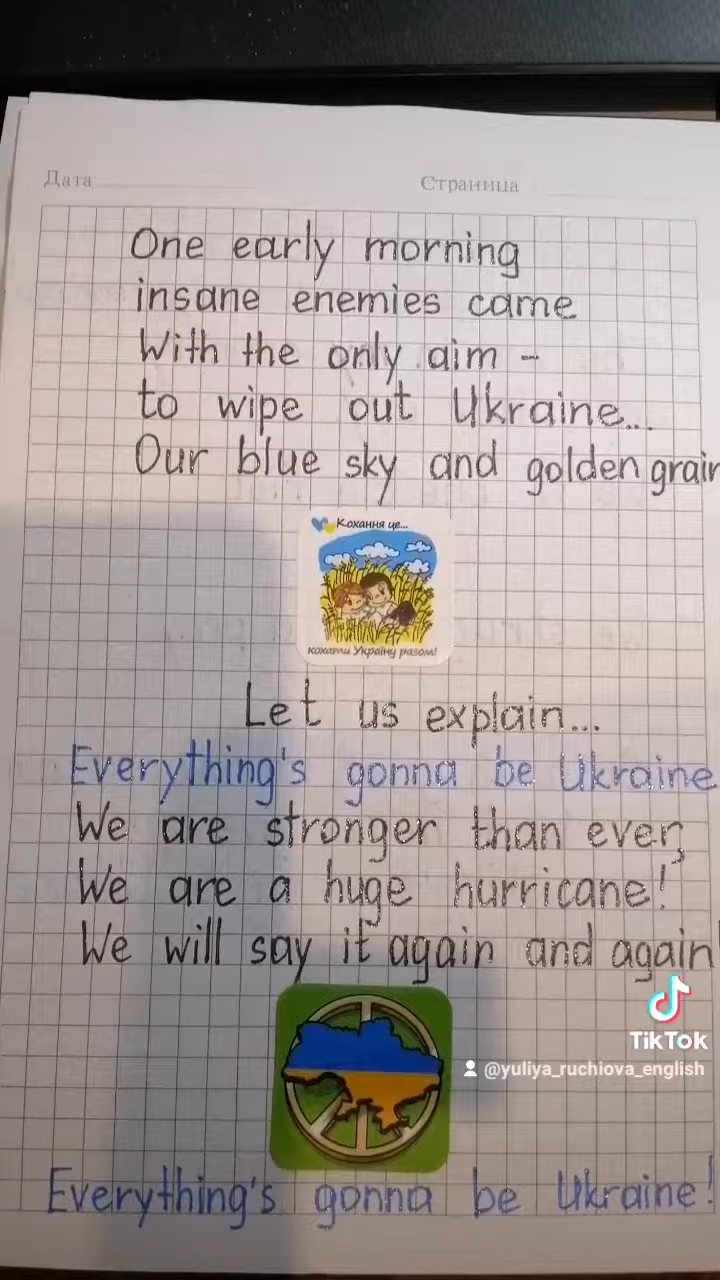 Дата
Страница
One early morning
insane enemies came
With the only aim -
to wipe out Ukraine...
Our blue sky and golden grain
Кохання це...
кохати Україну разом!
Let us explain...
Everything's gonna be Ukraine
We are stronger than ever,
We are a huge hurricane!
We will say it again and again
TikTok
@yuliya_ruchiova_english
Everything's gonna be Ukraine!